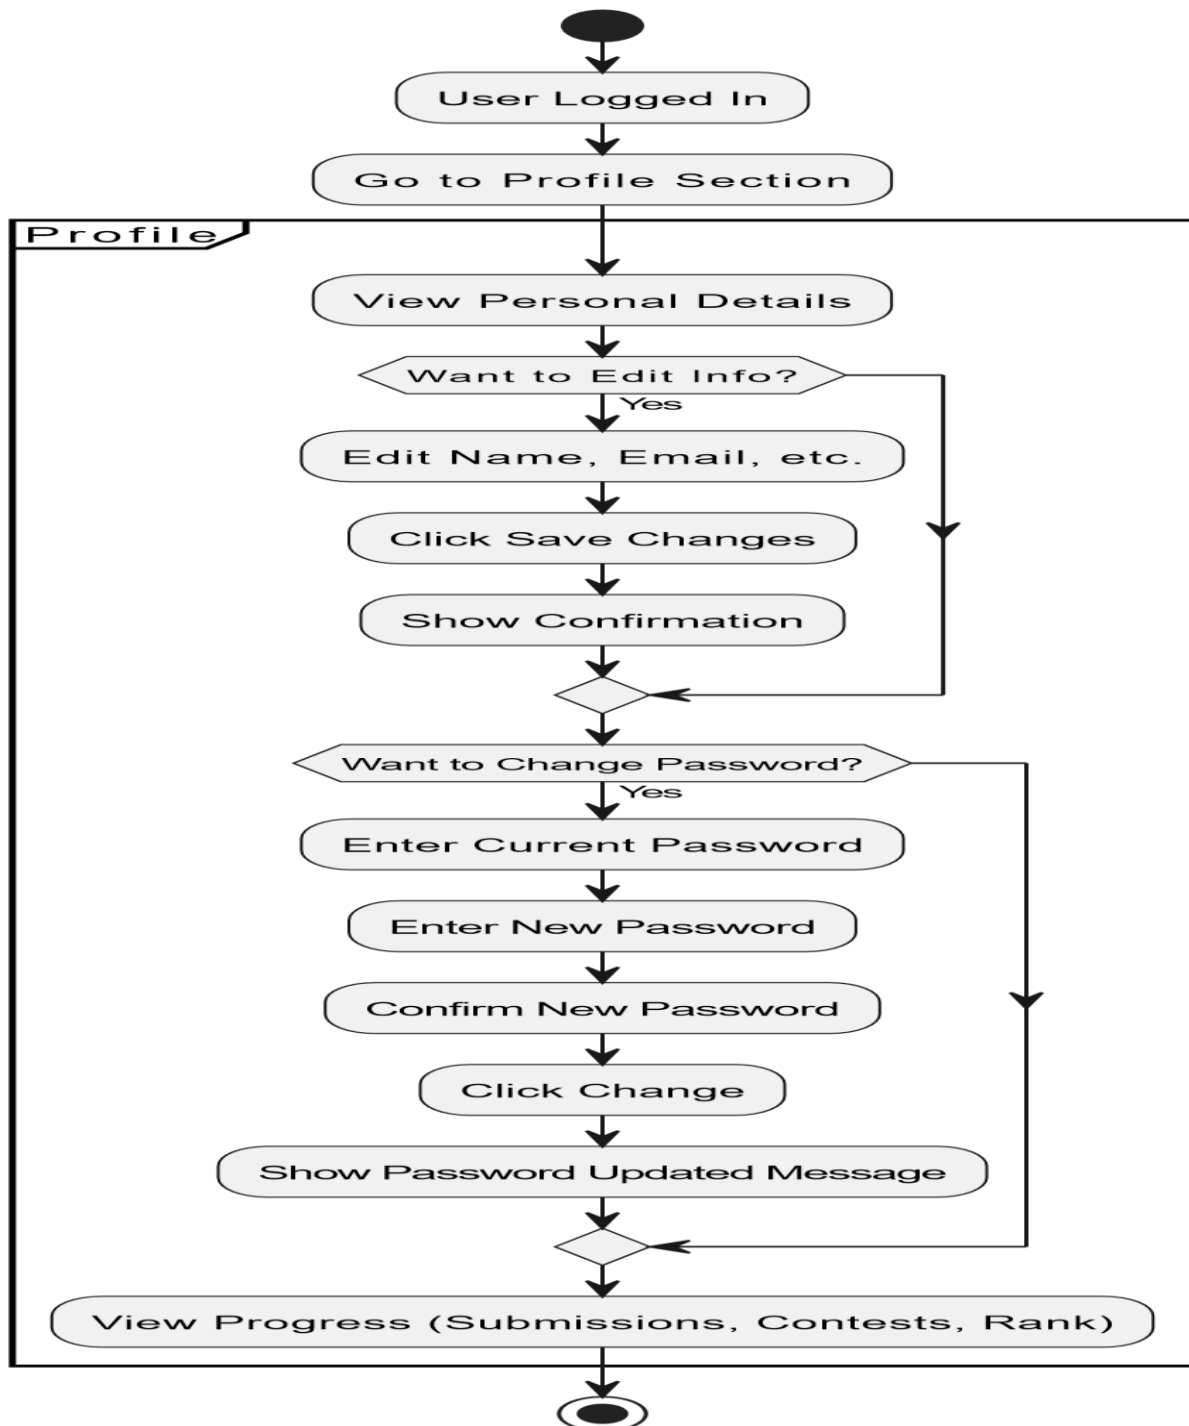 User Logged In
Go to Profile Section
Profile
View Personal Details
Want to Edit Info?
Yes
Edit Name, Email, etc.
Click Save Changes
Show Confirmation
Want to Change Password?
Yes
Enter Current Password
Enter New Password
Confirm New Password
Click Change
Show Password Updated Message
View Progress (Submissions, Contests, Rank)